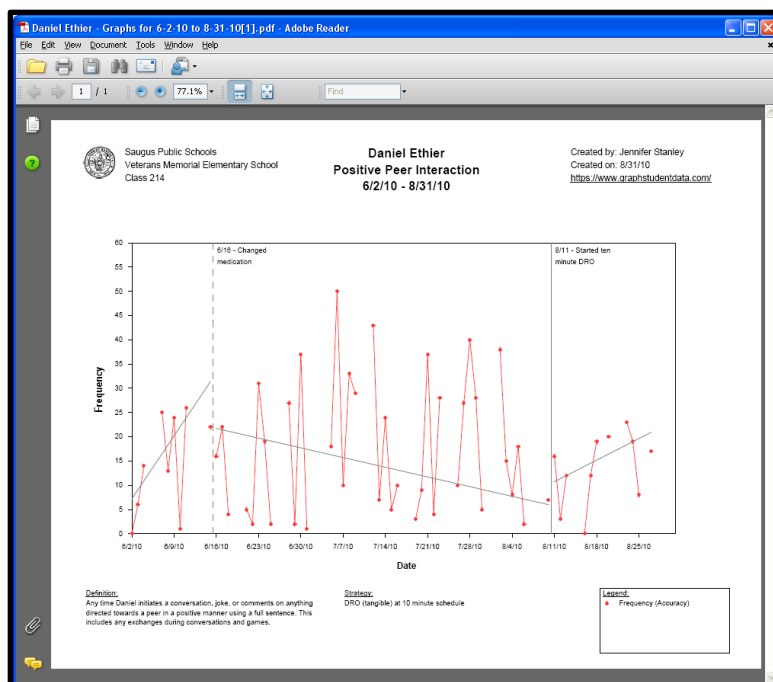 Daniel Ethier - Graphs for 6-2-10 to 8-31-10[1].pdf - Adobe Reader
File Edit View Document Tools Window Help
1 / 1 77.1% Find
Saugus Public Schools
Veterans Memorial Elementary School
Class 214
Daniel Ethier
Positive Peer Interaction
6/2/10 - 8/31/10
Created by: Jennifer Stanley
Created on: 8/31/10
https://www.graphstudentdata.com/
6/16 - Changed
medication
8/11 - Started ten
minute DRO
60
55
50
45
40
35
30
25
20
15
10
5
0
Frequency
6/2/10 6/9/10 6/16/10 6/23/10 6/30/10 7/7/10 7/14/10 7/21/10 7/28/10 8/4/10 8/11/10 8/18/10 8/25/10
Date
Definition:
Any time Daniel initiates a conversation, joke, or comments on anything
directed towards a peer in a positive manner using a full sentence. This
includes any exchanges during conversations and games.
Strategy:
DRO (tangible) at 10 minute schedule
Legend:
Frequency (Accuracy)